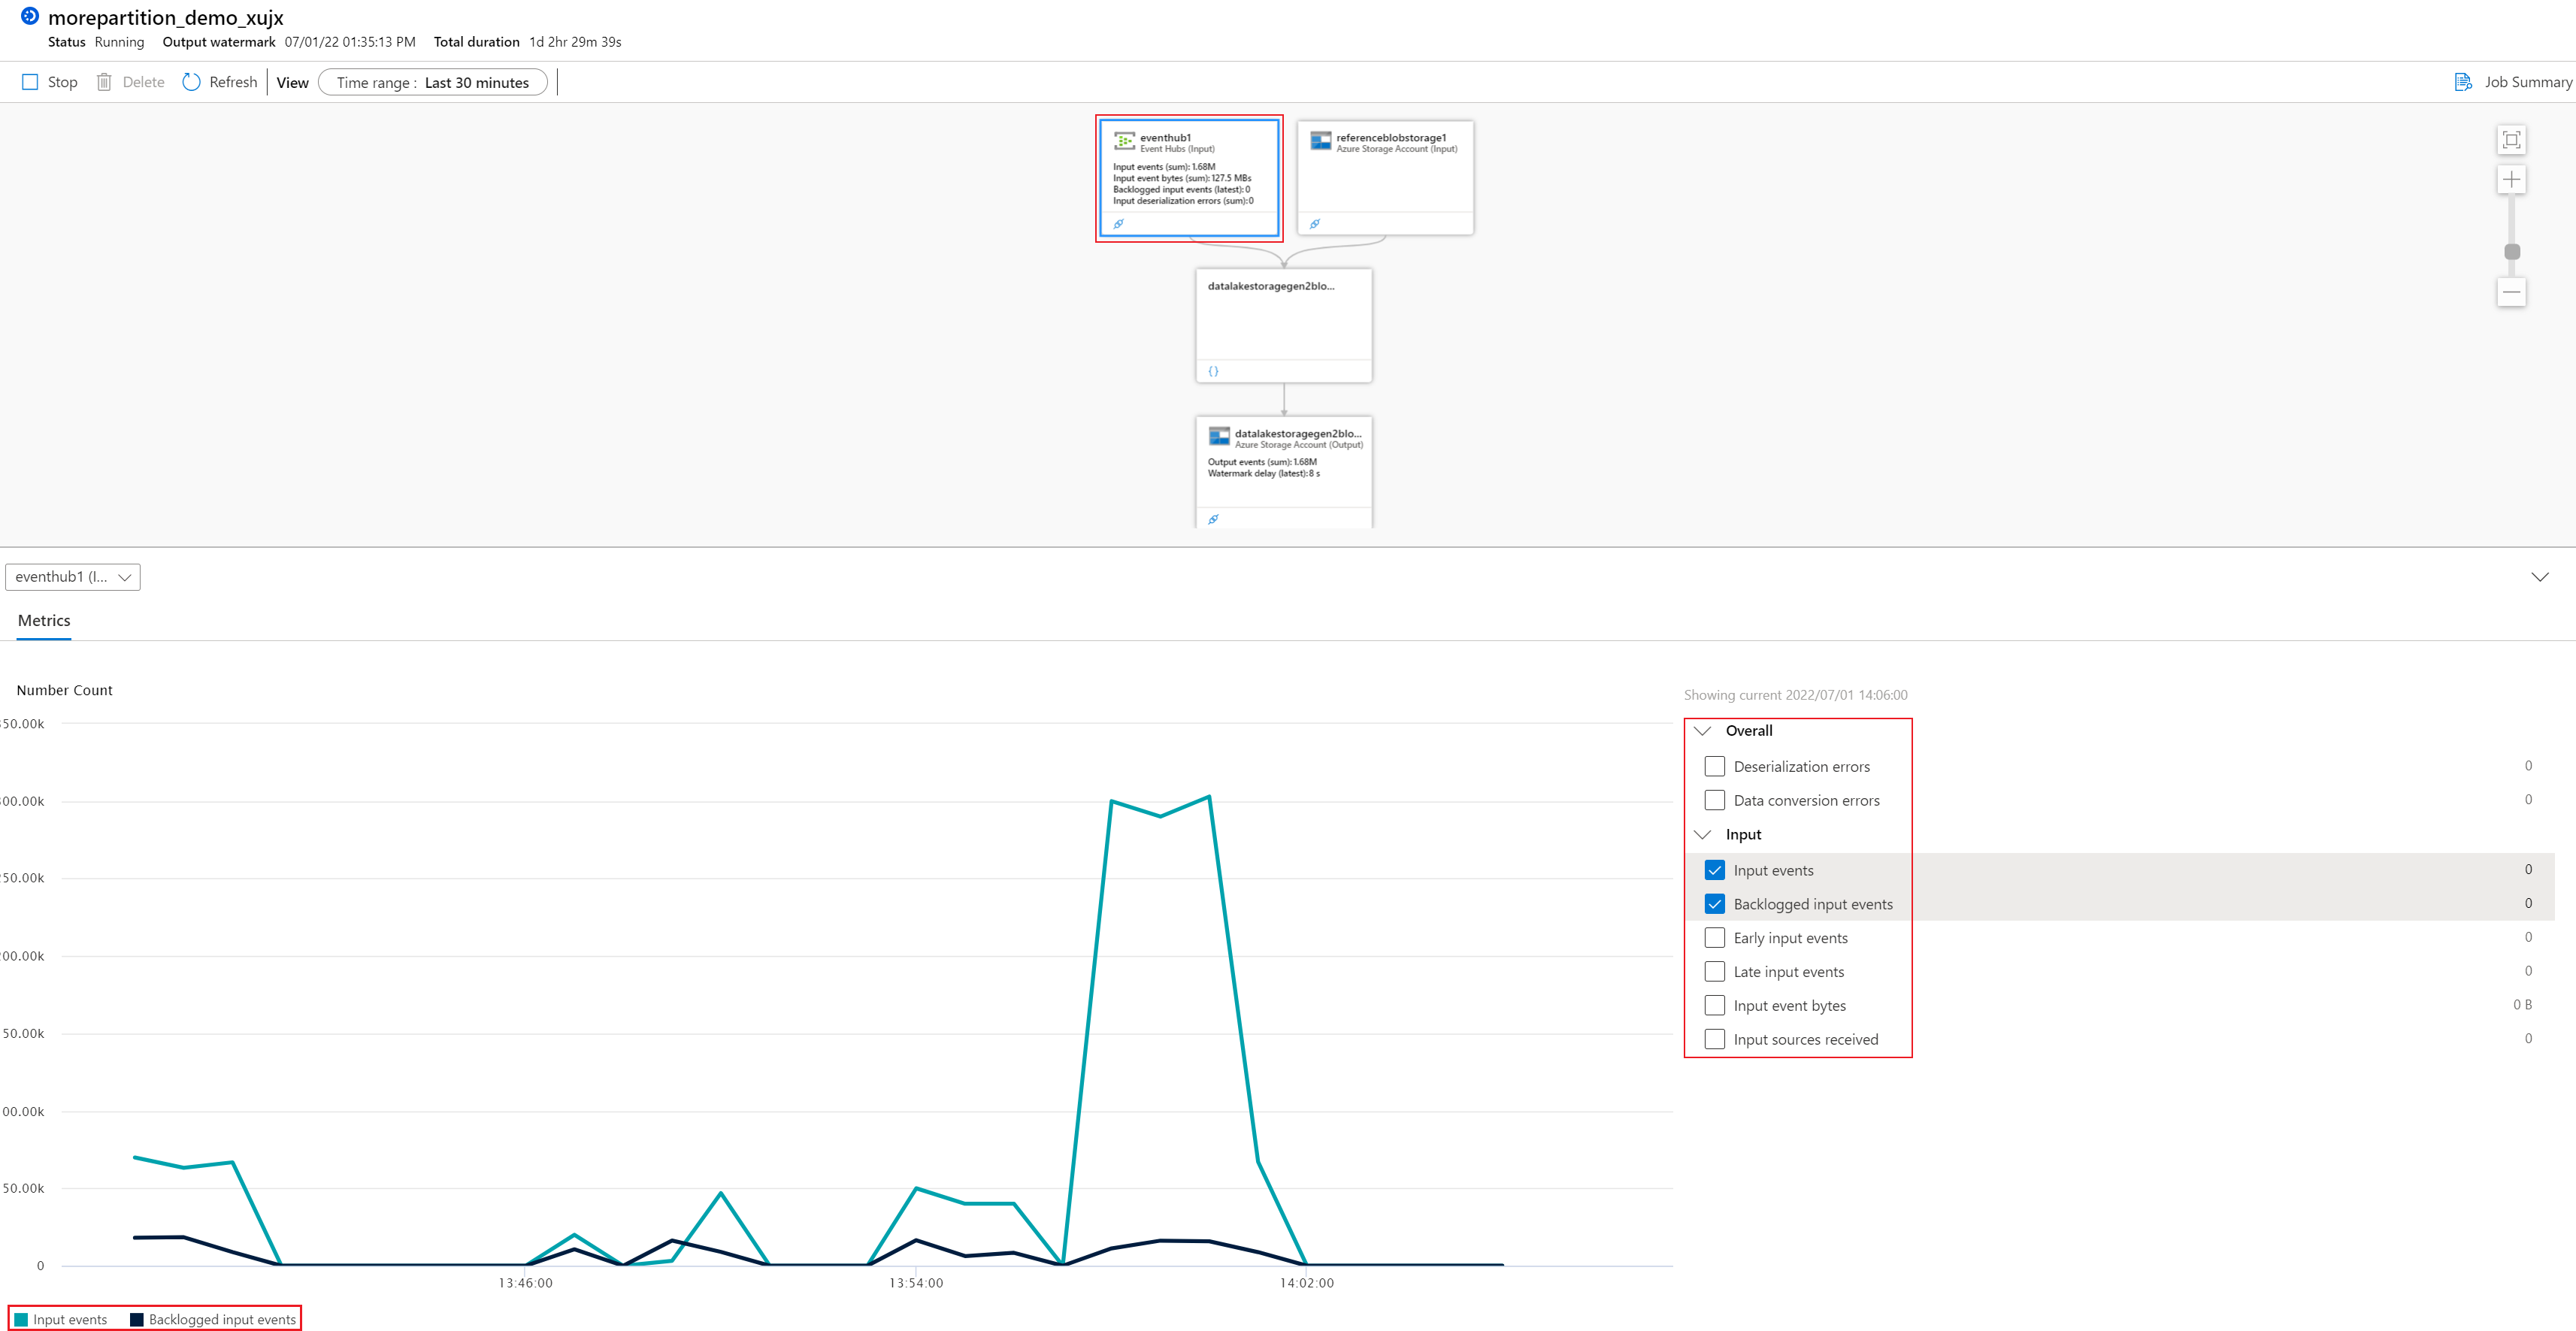 morepartition_demo_xujx
Status Running Output watermark 07/01/22 01:35:13 PM Total duration 1d 2hr 29m 39s
Stop Delete Refresh View Time range : Last 30 minutes Job Summary
eventhub1
Event Hubs (Input)
Input events (sum): 1.68M
Input event bytes (sum): 127.5 MBs
Backlogged input events (latest): 0
Input deserialization errors (sum): 0
referenceblobstorage1
Azure Storage Account (Input)
datalakestoragegen2blo...
{}
datalakestoragegen2blo...
Azure Storage Account (Output)
Output events (sum): 1.68M
Watermark delay (latest): 8 s
eventhub1 (I...
Metrics
Number Count
50.00k
00.00k
50.00k
00.00k
50.00k
00.00k
50.00k
0
13:46:00 13:54:00 14:02:00
Input events Backlogged input events
Showing current 2022/07/01 14:06:00
Overall
Deserialization errors 0
Data conversion errors 0
Input
Input events 0
Backlogged input events 0
Early input events 0
Late input events 0
Input event bytes 0 B
Input sources received 0